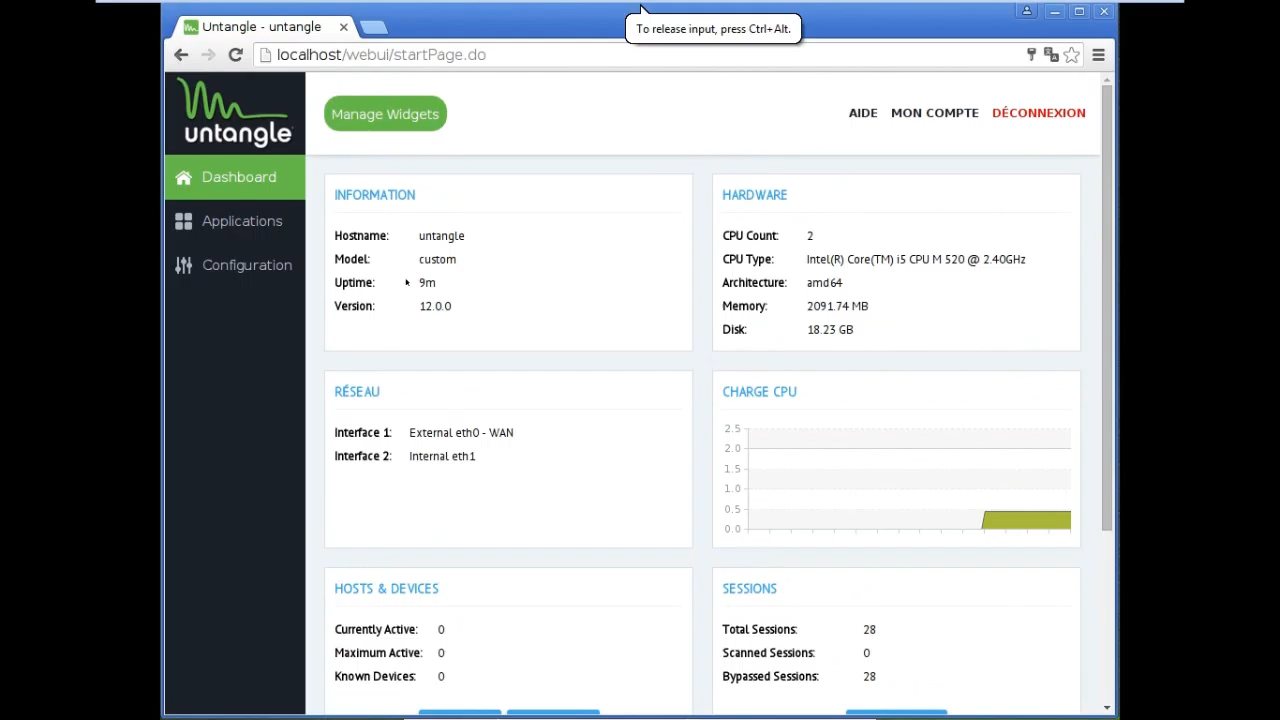 Untangle - untangle
To release input, press Ctrl+Alt.
localhost/webui/startPage.do
untangle
Manage Widgets
AIDE MON COMPTE DÉCONNEXION
Dashboard
Applications
Configuration
INFORMATION
Hostname: untangle
Model: custom
Uptime: 9m
Version: 12.0.0
HARDWARE
CPU Count: 2
CPU Type: Intel(R) Core(TM) i5 CPU M 520 @ 2.40GHz
Architecture: amd64
Memory: 2091.74 MB
Disk: 18.23 GB
RÉSEAU
Interface 1: External eth0 - WAN
Interface 2: Internal eth1
CHARGE CPU
2.5
2.0
1.5
1.0
0.5
0.0
HOSTS & DEVICES
Currently Active: 0
Maximum Active: 0
Known Devices: 0
SESSIONS
Total Sessions: 28
Scanned Sessions: 0
Bypassed Sessions: 28